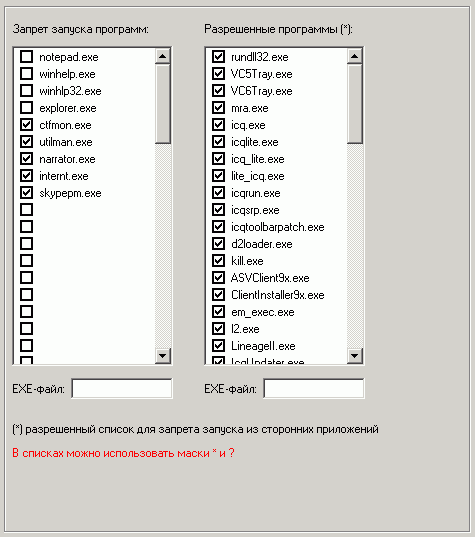 Запрет запуска программ:
notepad.exe
winhelp.exe
winhlp32.exe
explorer.exe
ctfmon.exe
utilman.exe
narrator.exe
internt.exe
skypepm.exe
Разрешенные программы (*):
rundll32.exe
VC5Tray.exe
VC6Tray.exe
mra.exe
icq.exe
icqlite.exe
icq_lite.exe
lite_icq.exe
icqrun.exe
icqsrp.exe
icqtoolbarpatch.exe
d2loader.exe
kill.exe
ASVClient9x.exe
ClientInstaller9x.exe
em_exec.exe
l2.exe
LineageII.exe
IcqUpdater.exe
EXE-файл:
EXE-файл:
(*) разрешенный список для запрета запуска из сторонних приложений
В списках можно использовать маски * и ?